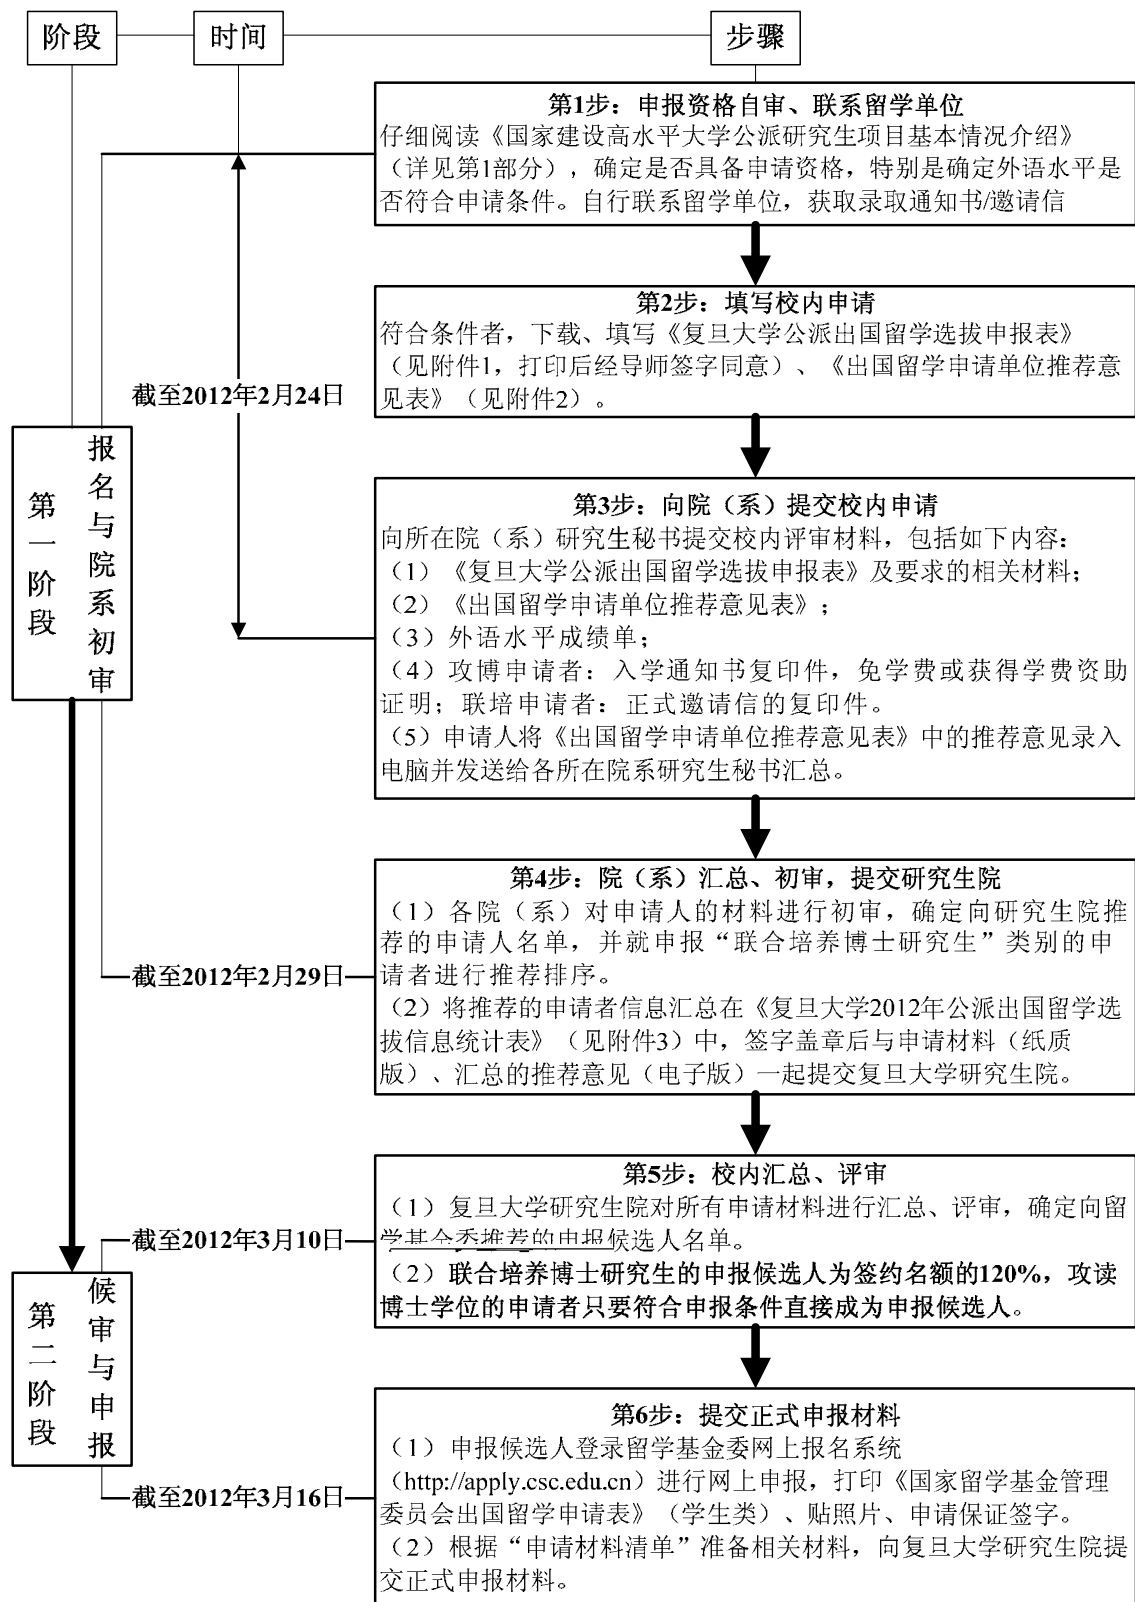 阶段
时间
步骤
第1步：申报资格自审、联系留学单位
仔细阅读《国家建设高水平大学公派研究生项目基本情况介绍》
（详见第1部分），确定是否具备申请资格，特别是确定外语水平是
否符合申请条件。自行联系留学单位，获取录取通知书/邀请信
第2步：填写校内申请
符合条件者，下载、填写《复旦大学公派出国留学选拔申报表》
（见附件1，打印后经导师签字同意）、《出国留学申请单位推荐意
见表》（见附件2）。
截至2012年2月24日
第一阶段
报名与院系初审
第3步：向院（系）提交校内申请
向所在院（系）研究生秘书提交校内评审材料，包括如下内容：
（1）《复旦大学公派出国留学选拔申报表》及要求的相关材料；
（2）《出国留学申请单位推荐意见表》；
（3）外语水平成绩单；
（4）攻博申请者：入学通知书复印件，免学费或获得学费资助
证明；联培申请者：正式邀请信的复印件。
（5）申请人将《出国留学申请单位推荐意见表》中的推荐意见录入
电脑并发送给各所在院系研究生秘书汇总。
第4步：院（系）汇总、初审，提交研究生院
（1）各院（系）对申请人的材料进行初审，确定向研究生院推
荐的申请人名单，并就申报“联合培养博士研究生”类别的申
请者进行推荐排序。
（2）将推荐的申请者信息汇总在《复旦大学2012年公派出国留学选
拔信息统计表》（见附件3）中，签字盖章后与申请材料（纸质
版）、汇总的推荐意见（电子版）一起提交复旦大学研究生院。
截至2012年2月29日
第5步：校内汇总、评审
（1）复旦大学研究生院对所有申请材料进行汇总、评审，确定向留
学基金委推荐的申报候选人名单。
（2）联合培养博士研究生的申报候选人为签约名额的120%，攻读
博士学位的申请者只要符合申报条件直接成为申报候选人。
截至2012年3月10日
第二阶段
候审与申报
第6步：提交正式申报材料
（1）申报候选人登录留学基金委网上报名系统
（http://apply.csc.edu.cn）进行网上申报，打印《国家留学基金管理
委员会出国留学申请表》（学生类）、贴照片、申请保证签字。
（2）根据“申请材料清单”准备相关材料，向复旦大学研究生院提
交正式申报材料。
截至2012年3月16日